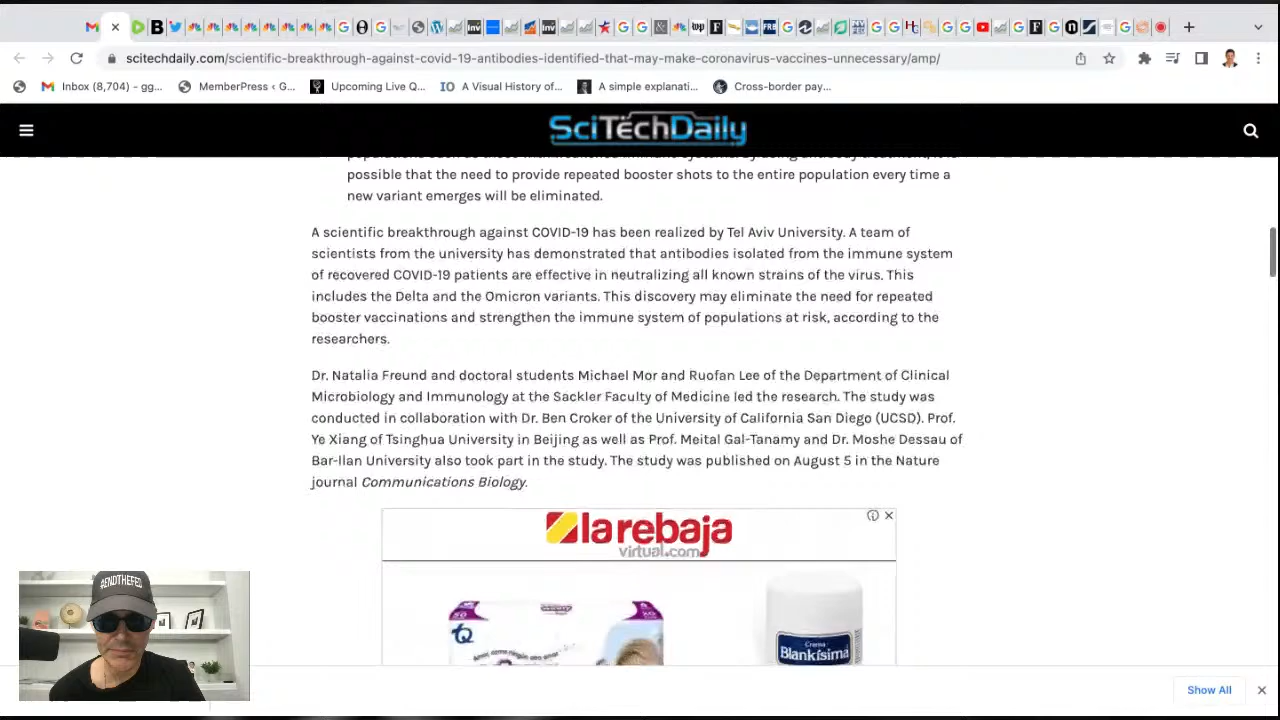 scitechdaily.com/scientific-breakthrough-against-covid-19-antibodies-identified-that-may-make-coronavirus-vaccines-unnecessary/amp/
Inbox (8,704) – gg...
MemberPress ‹ G...
Upcoming Live Q...
IO A Visual History of...
A simple explanati...
Cross-border pay...
SciTechDaily
possible that the need to provide repeated booster shots to the entire population every time a
new variant emerges will be eliminated.
A scientific breakthrough against COVID-19 has been realized by Tel Aviv University. A team of
scientists from the university has demonstrated that antibodies isolated from the immune system
of recovered COVID-19 patients are effective in neutralizing all known strains of the virus. This
includes the Delta and the Omicron variants. This discovery may eliminate the need for repeated
booster vaccinations and strengthen the immune system of populations at risk, according to the
researchers.
Dr. Natalia Freund and doctoral students Michael Mor and Ruofan Lee of the Department of Clinical
Microbiology and Immunology at the Sackler Faculty of Medicine led the research. The study was
conducted in collaboration with Dr. Ben Croker of the University of California San Diego (UCSD). Prof.
Ye Xiang of Tsinghua University in Beijing as well as Prof. Meital Gal-Tanamy and Dr. Moshe Dessau of
Bar-Ilan University also took part in the study. The study was published on August 5 in the Nature
journal Communications Biology.
larebaja
virtual.com
Crema
Blankísima
#ENDTHEFED
Show All